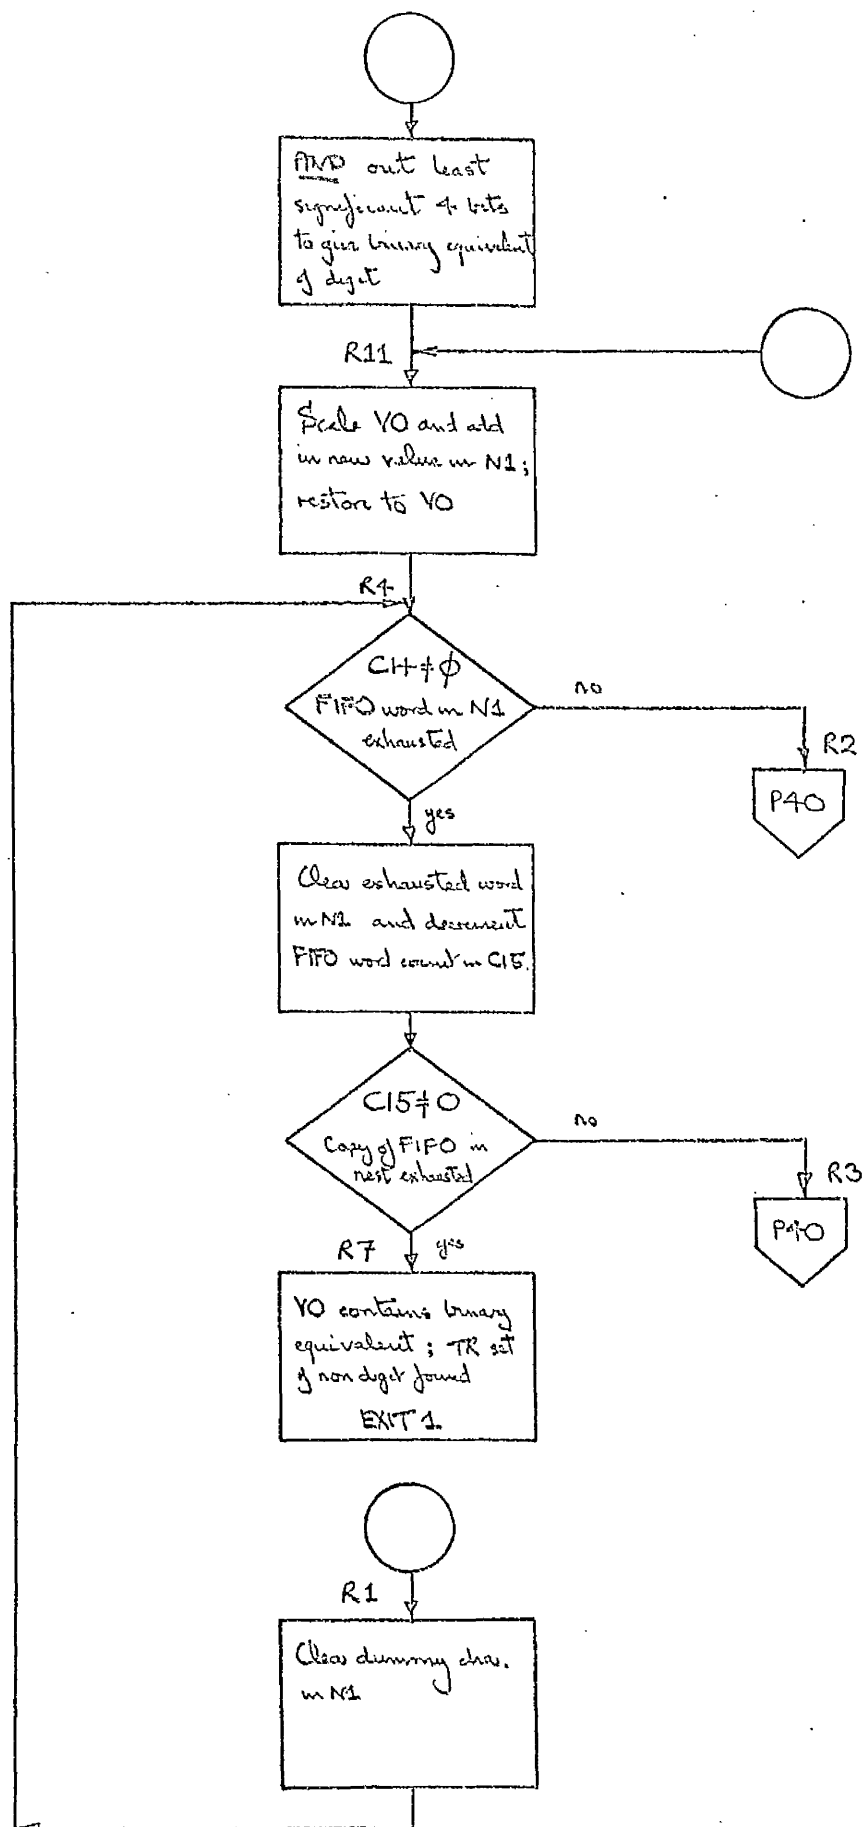 AND out least
significant 4 bits
to give binary equivalent
of digit
R11
Scale V0 and add
in new value in N1;
restore to V0
R4
C14≠ϕ
FIFO word in N1
exhausted
no
R2
P40
yes
Clear exhausted word
in N1 and decrement
FIFO word count in C15.
C15≠0
Copy of FIFO in
nest exhausted
no
R3
P40
R7
yes
V0 contains binary
equivalent; TR set
if non digit found
EXIT 1.
R1
Clear dummy char.
in N1